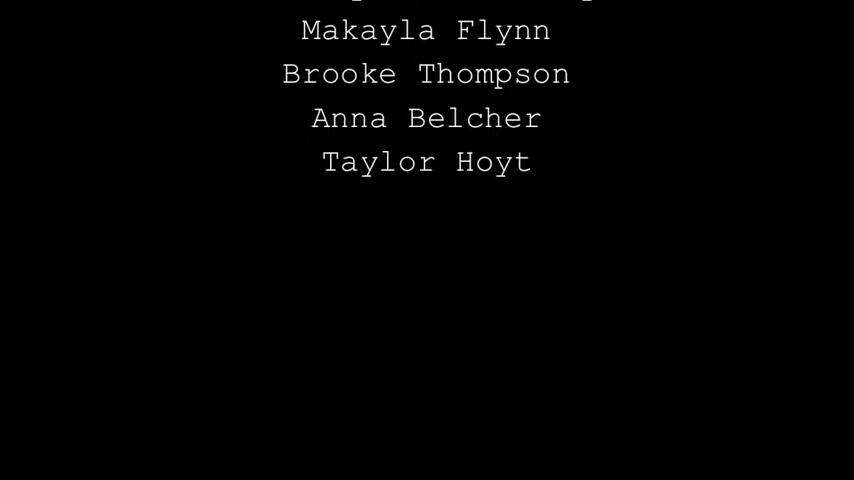 Makayla Flynn
Brooke Thompson
Anna Belcher
Taylor Hoyt